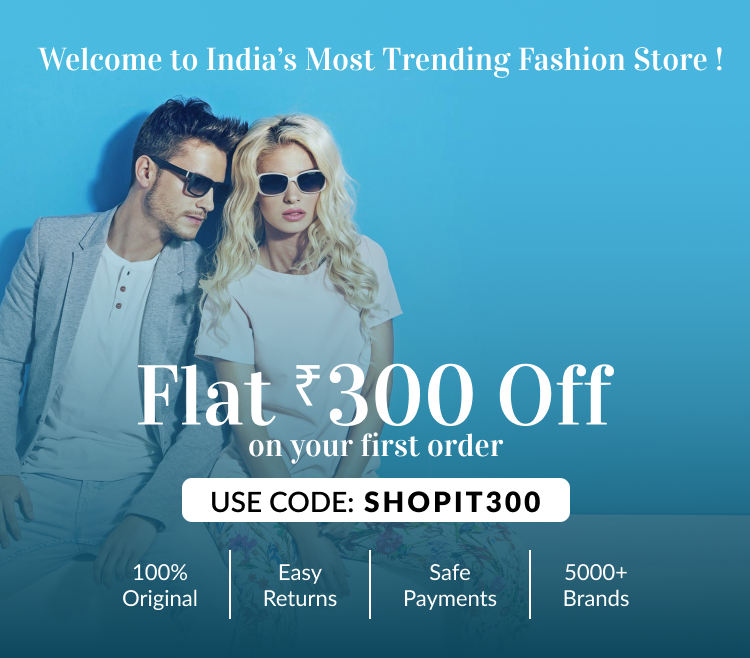 Welcome to India’s Most Trending Fashion Store !
Flat ₹300 Off
on your first order
USE CODE: SHOPIT300
100%
Original
Easy
Returns
Safe
Payments
5000+
Brands